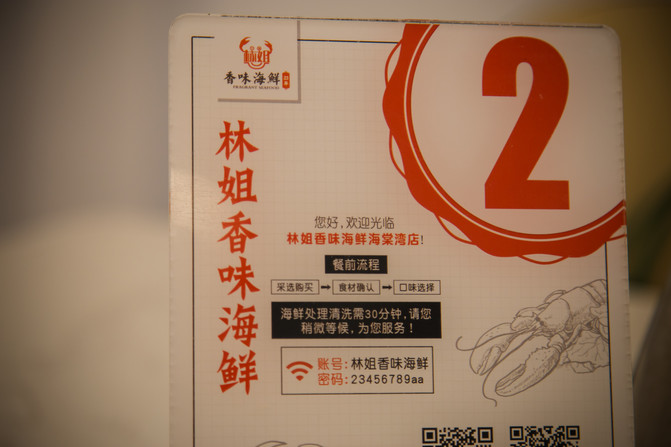 林姐
香味海鲜
FRAGRANT SEAFOOD
2
林姐香味海鲜
您好,欢迎光临
林姐香味海鲜海棠湾店!
餐前流程
采选购买➡食材确认➡口味选择
海鲜处理清洗需30分钟,请您
稍微等候,为您服务!
账号:林姐香味海鲜
密码:23456789aa